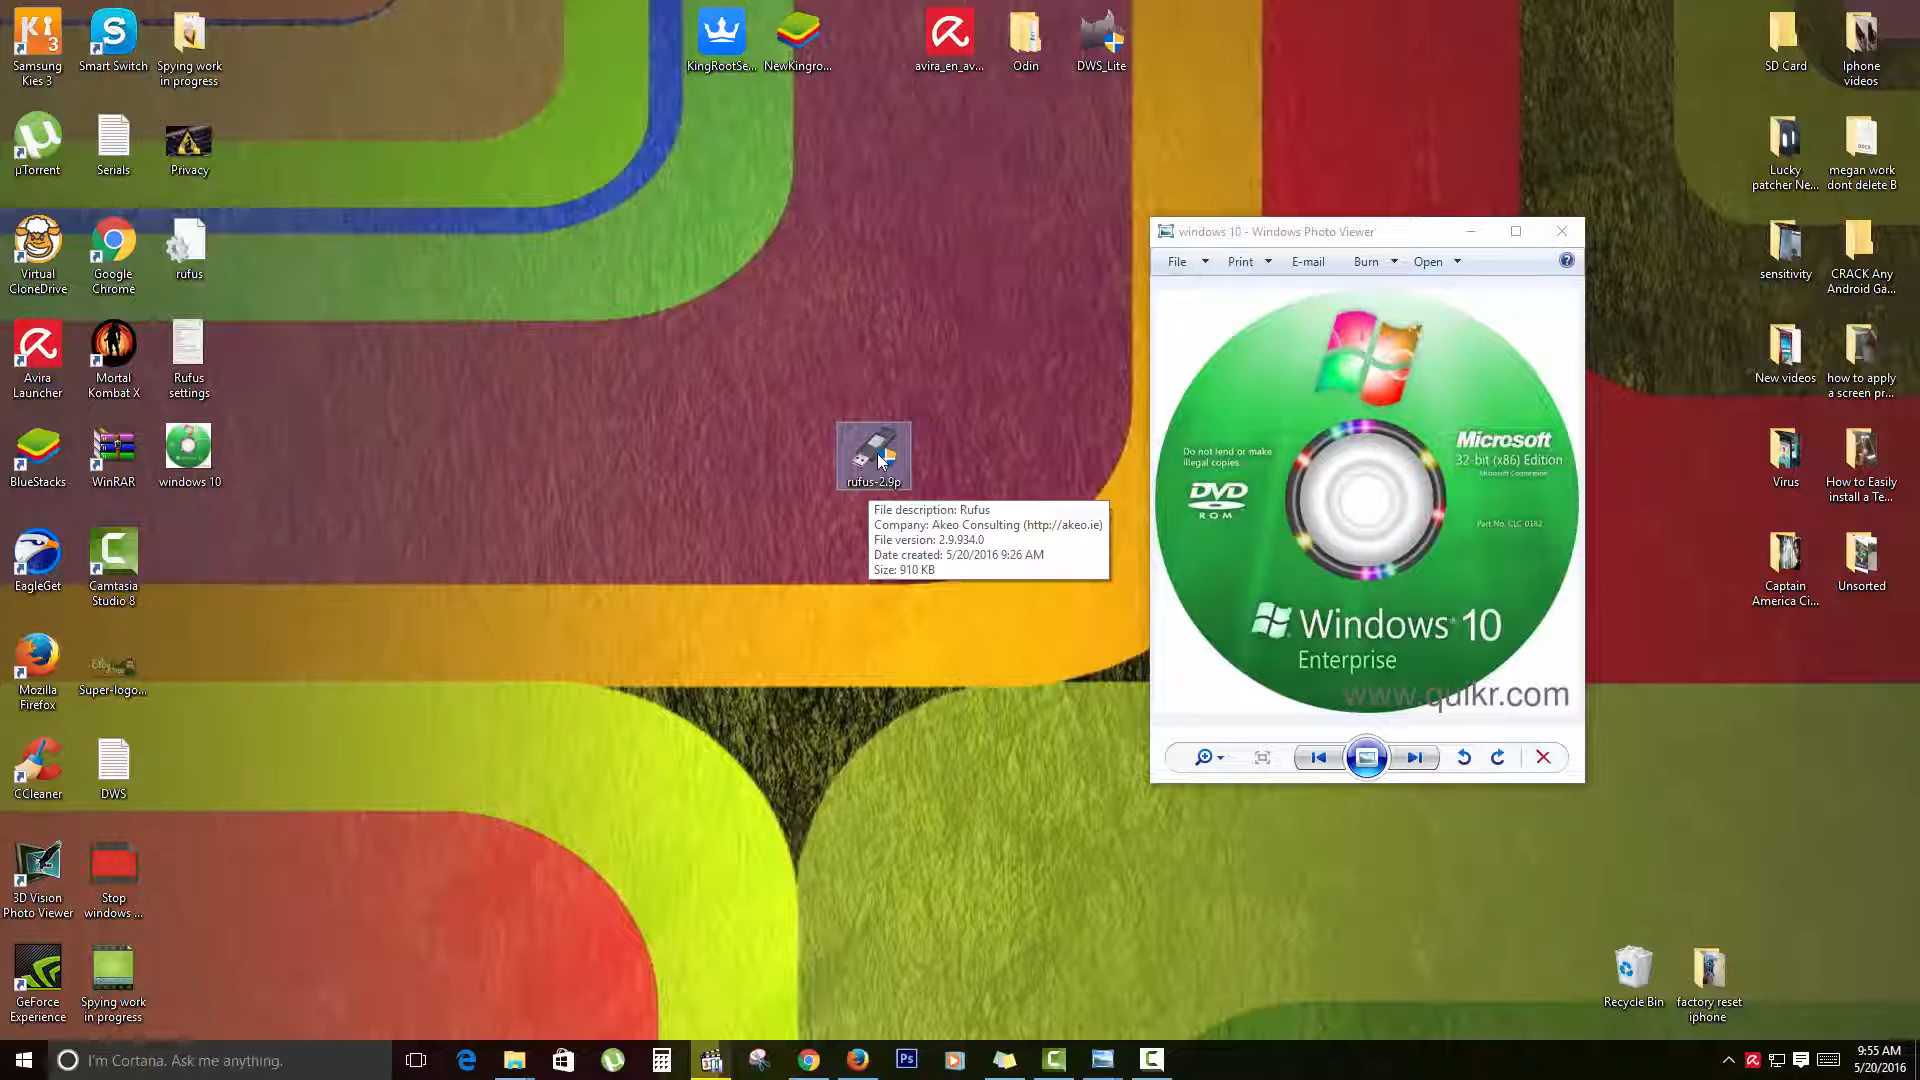 Samsung
Kies 3
Smart Switch
Spying work
in progress
KingRootSe...
NewKingro...
avira_en_av...
Odin
DWS_Lite
SD Card
Iphone
videos
µTorrent
Serials
Privacy
Lucky
patcher Ne...
megan work
dont delete B
Virtual
CloneDrive
Google
Chrome
rufus
sensitivity
CRACK Any
Android Ga...
Avira
Launcher
Mortal
Kombat X
Rufus
settings
New videos
how to apply
a screen pr...
BlueStacks
WinRAR
windows 10
Virus
How to Easily
install a Te...
EagleGet
Camtasia
Studio 8
Captain
America Ci...
Unsorted
Mozilla
Firefox
Super-logo...
CCleaner
DWS
3D Vision
Photo Viewer
Stop
windows ...
GeForce
Experience
Spying work
in progress
rufus-2.9p
File description: Rufus
Company: Akeo Consulting (http://akeo.ie)
File version: 2.9.934.0
Date created: 5/20/2016 9:26 AM
Size: 910 KB
windows 10 - Windows Photo Viewer
File
Print
E-mail
Burn
Open
Do not lend or make
illegal copies.
DVD
ROM
Microsoft
32-bit (x86) Edition
Microsoft Corporation
Part No. CLC-0182
Windows 10
Enterprise
www.quikr.com
Recycle Bin
factory reset
iphone
I'm Cortana. Ask me anything.
9:55 AM
5/20/2016